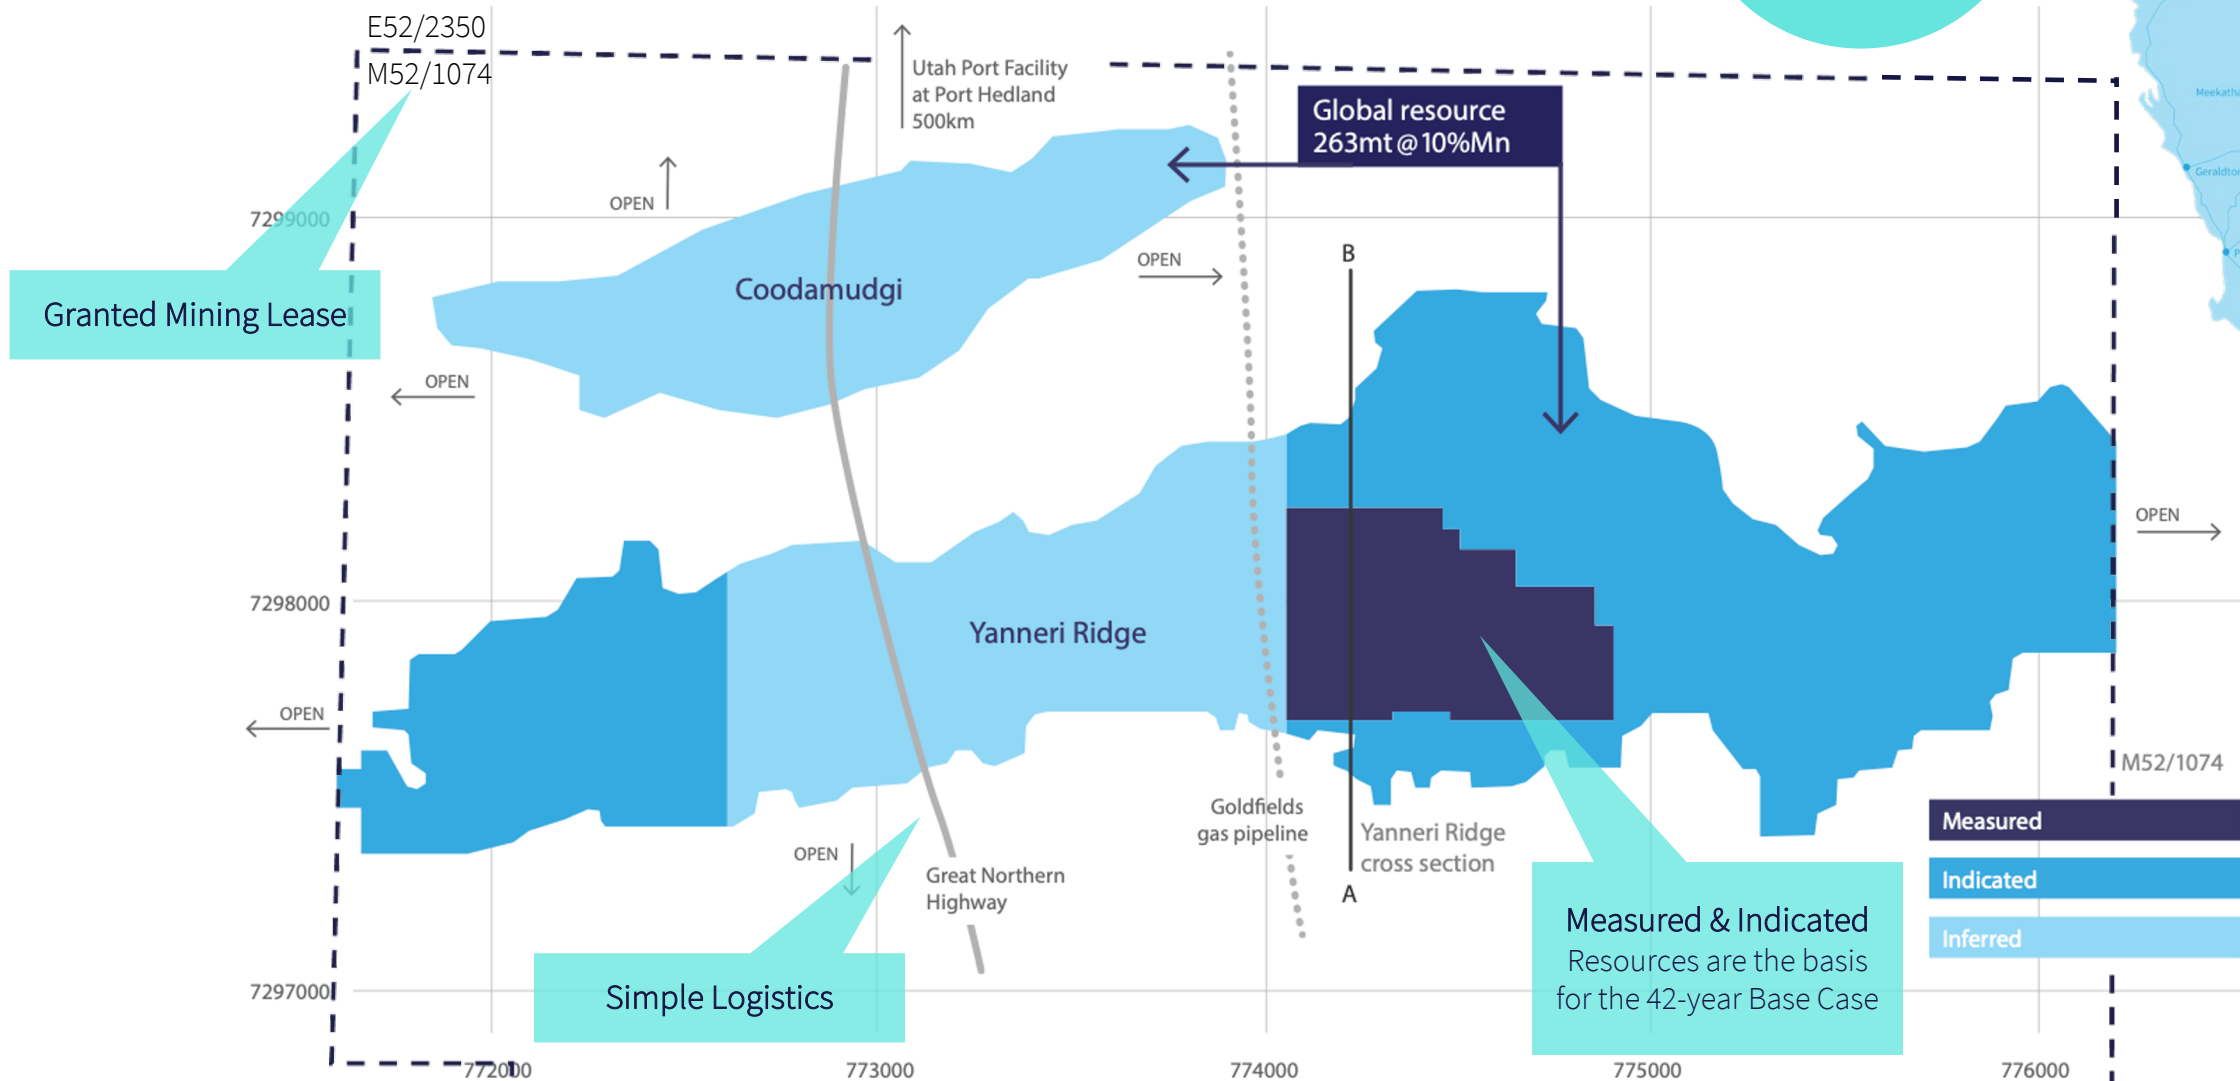 E52/2350
M52/1074
Utah Port Facility
at Port Hedland
500km
Global resource
263mt @ 10%Mn
OPEN
7299000
B
OPEN
Coodamudgi
Granted Mining Lease
OPEN
OPEN
7298000
Yanneri Ridge
OPEN
M52/1074
Goldfields
gas pipeline
Yanneri Ridge
cross section
Measured
OPEN
Great Northern
Highway
A
Indicated
Measured & Indicated
Resources are the basis
for the 42-year Base Case
Inferred
7297000
Simple Logistics
772000
773000
774000
775000
776000